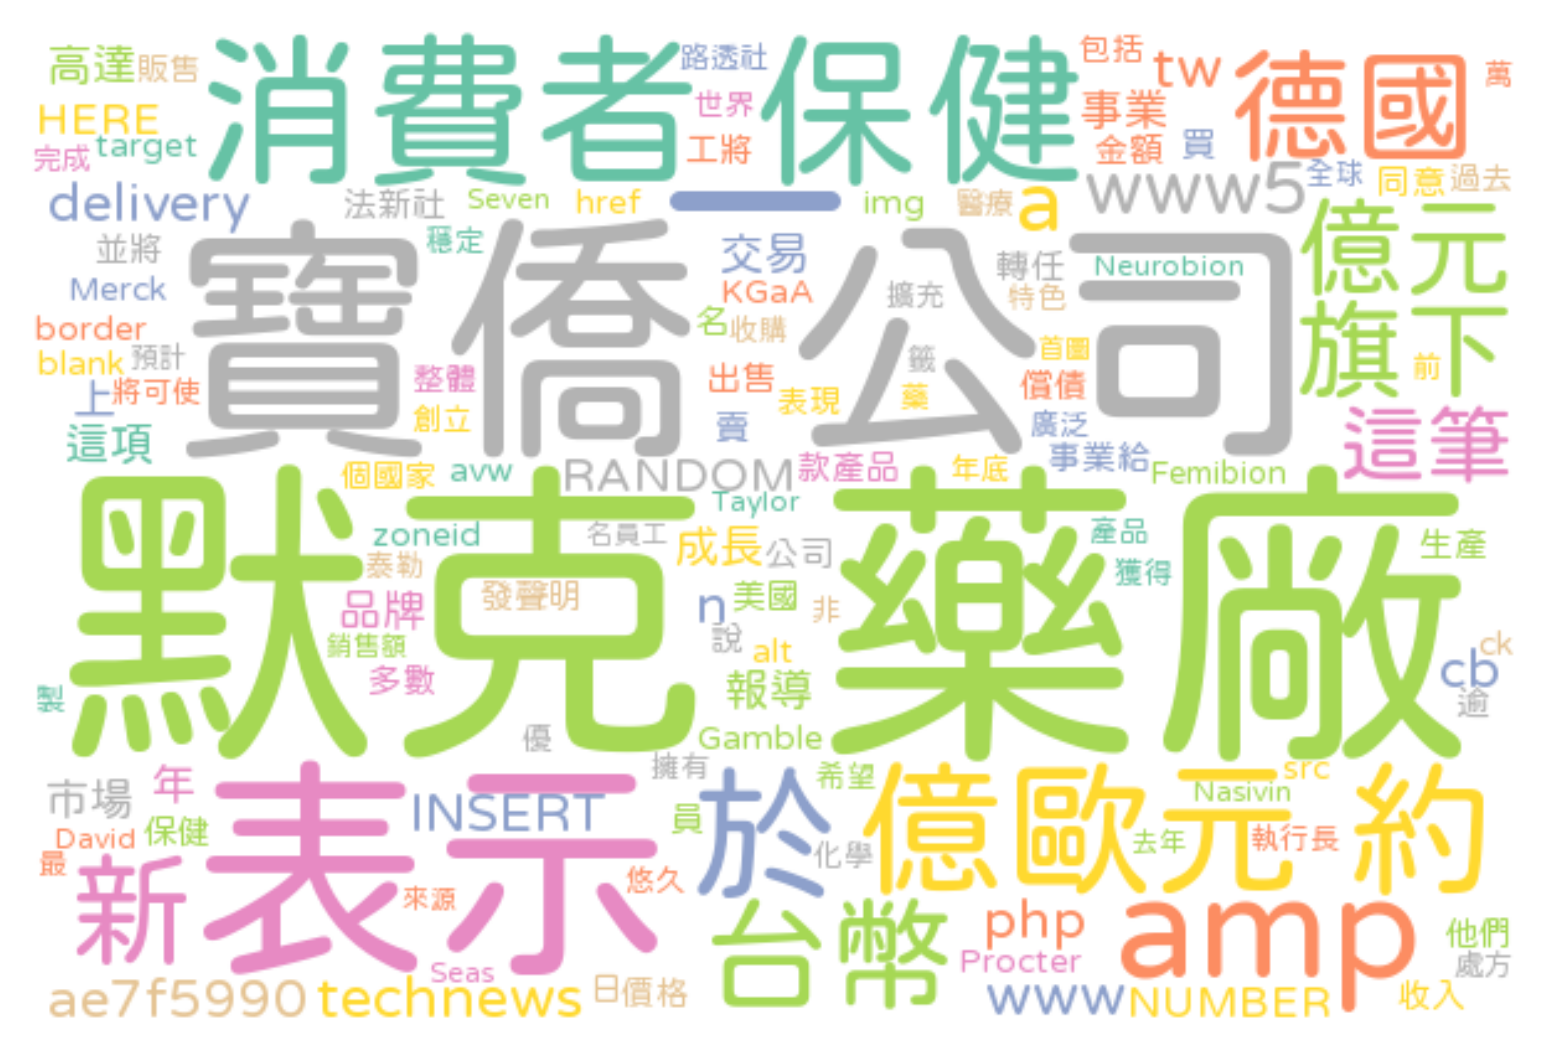 高達 販售 消費者 保健 路透社 包括 tw 德國 萬
HERE 世界 事業
完成 target 工將 金額 買
delivery 法新社 Seven href 一 img 醫療 a www5 全球 同意 過去
並將 穩定 寶僑 公司 交易 轉任 Neurobion 億元
Merck KGaA 擴充 特色
border 名 收購 旗下
blank 預計 籤 首圖 前
上 將可使 整體 出售 表現 藥 償債
創立 賣 廣泛 這筆
這項 個國家 avw RANDOM 款產品 年底 事業給 Femibion
默克 Taylor 藥廠
zoneid 名員工 成長 公司 產品 生產
泰勒 獲得
品牌 發聲明 n 美國 非
銷售額 說 alt ck
多數 報導 cb
製 逾
優 Gamble
市場 年 擁有 希望 src
表示 INSERT 於 億歐元 Nasivin 約
David 保健 員 去年 執行長
最 新 化學
來源 悠久
台幣 php amp 他們
Seas Procter 處方
ae7f5990 technews 日 價格 www NUMBER 收入